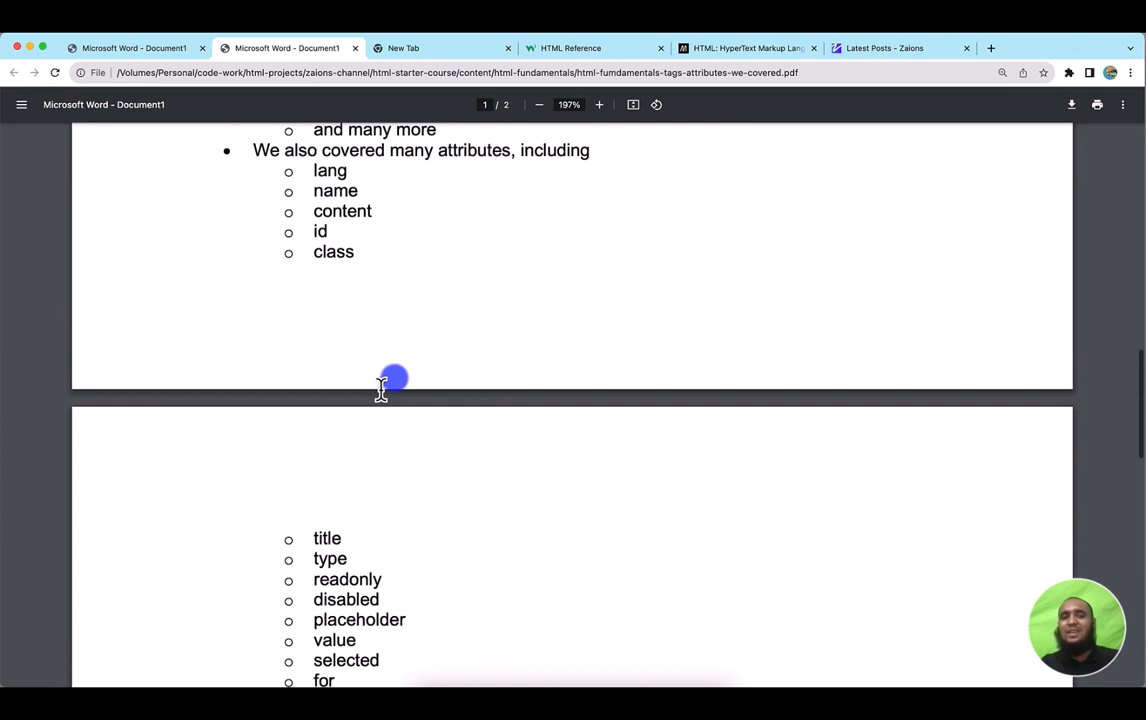 Microsoft Word - Document1
Microsoft Word - Document1
New Tab
HTML Reference
HTML: HyperText Markup Lang
Latest Posts - Zaions
File
/Volumes/Personal/code-work/html-projects/zaions-channel/html-starter-course/content/html-fundamentals/html-fumdamentals-tags-attributes-we-covered.pdf
Microsoft Word - Document1
1 / 2
197%
and many more
We also covered many attributes, including
lang
name
content
id
class
title
type
readonly
disabled
placeholder
value
selected
for